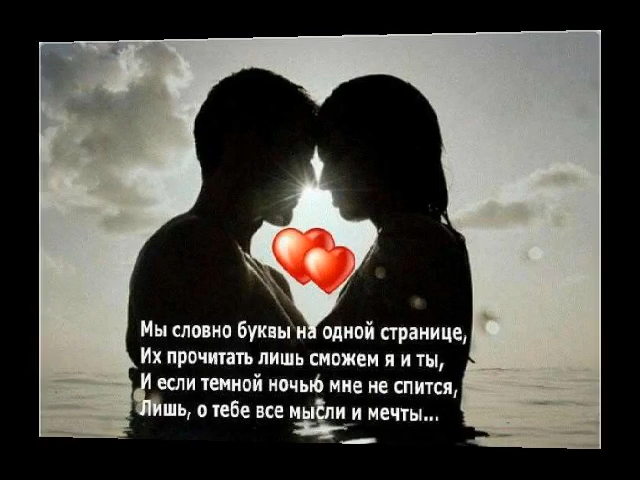 Мы словно буквы на одной странице,
Их прочитать лишь сможем я и ты,
И если темной ночью мне не спится,
Лишь, о тебе все мысли и мечты...